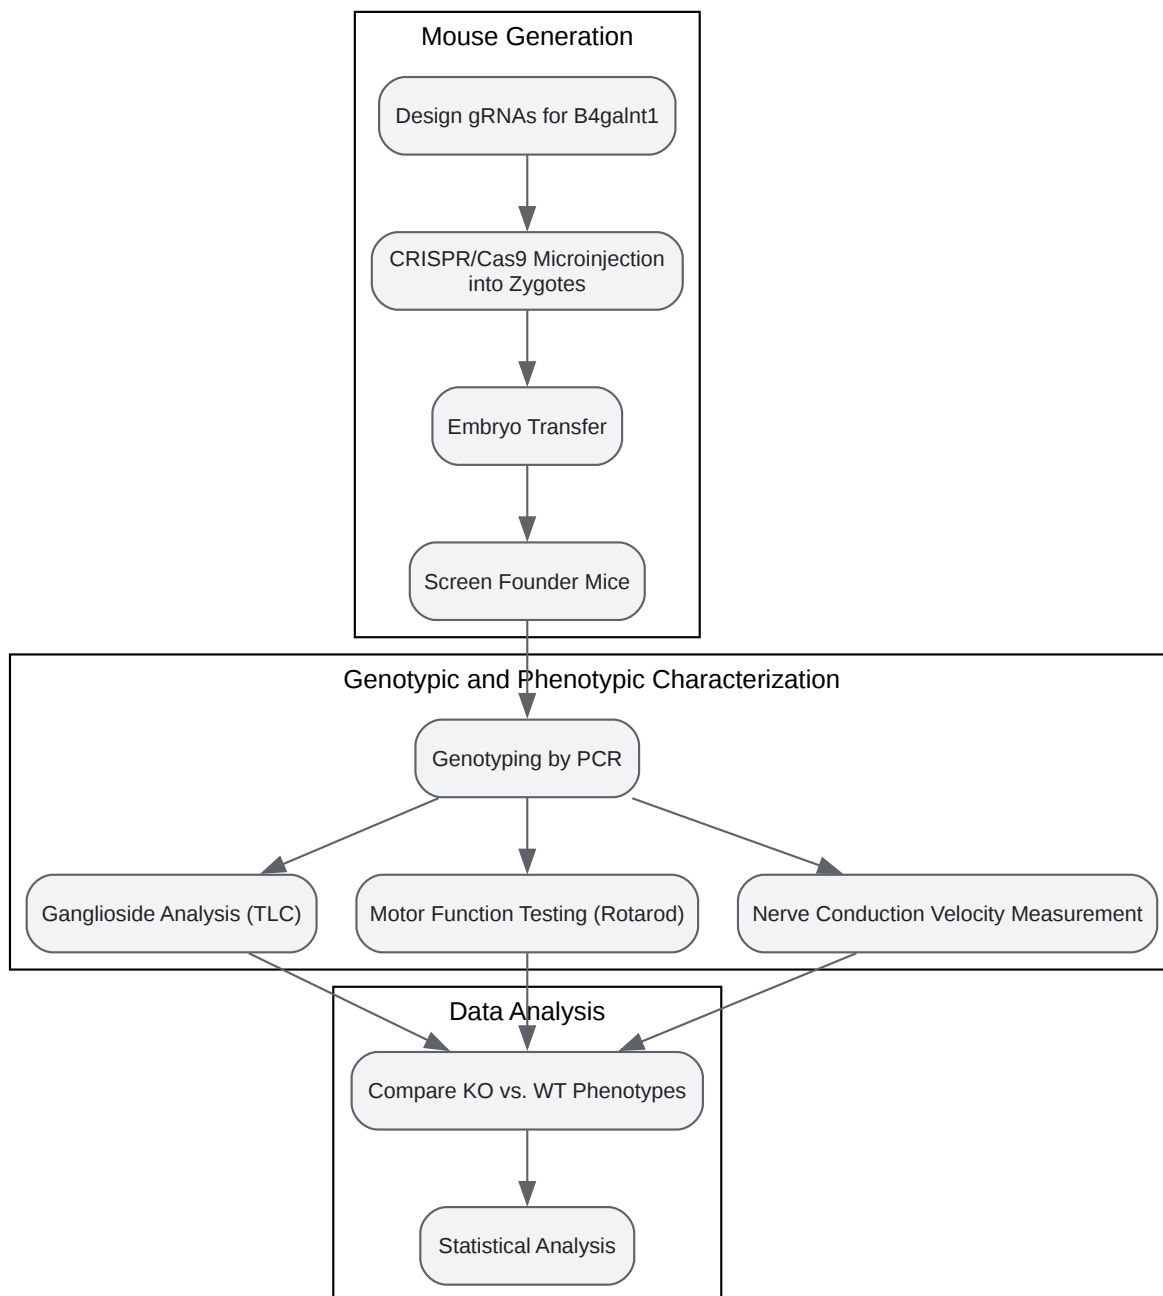 Mouse Generation
Design gRNAs for B4galnt1
CRISPR/Cas9 Microinjection
into Zygotes
Embryo Transfer
Screen Founder Mice
Genotypic and Phenotypic Characterization
Genotyping by PCR
Ganglioside Analysis (TLC)
Motor Function Testing (Rotarod)
Nerve Conduction Velocity Measurement
Data Analysis
Compare KO vs. WT Phenotypes
Statistical Analysis